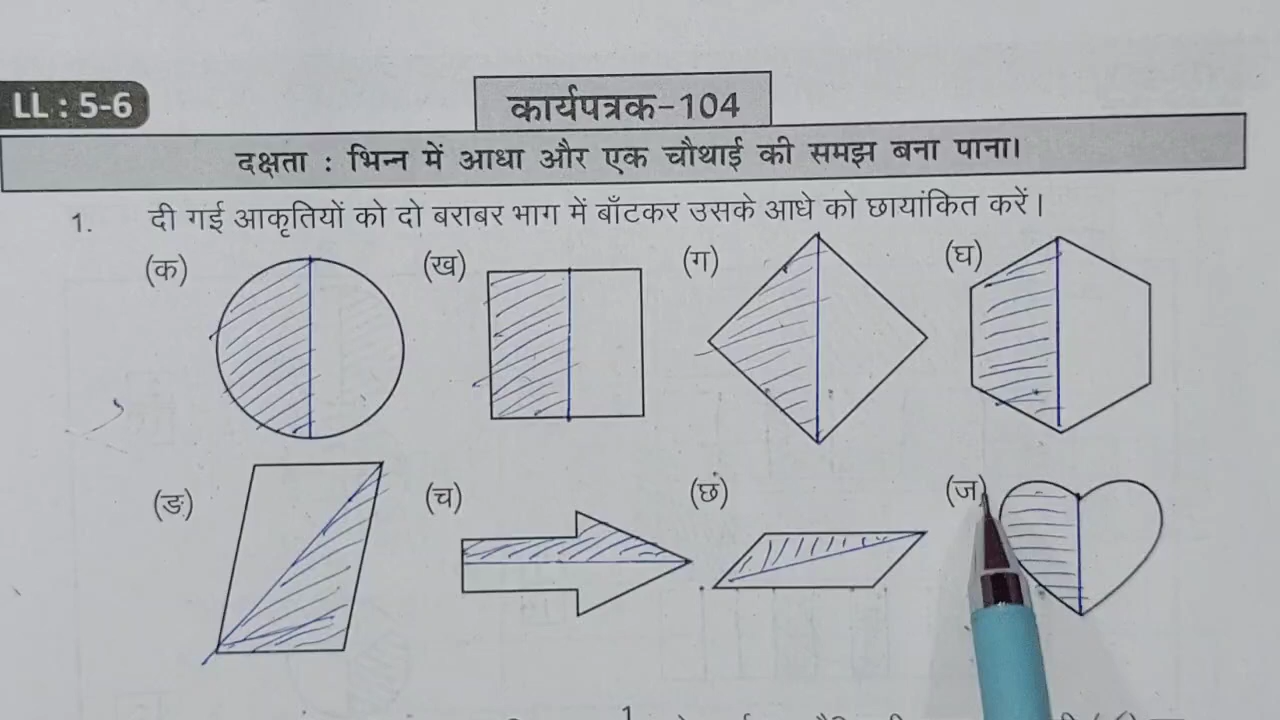 LL : 5-6
कार्यपत्रक-104
दक्षता : भिन्न में आधा और एक चौथाई की समझ बना पाना।
1. दी गई आकृतियों को दो बराबर भाग में बाँटकर उसके आधे को छायांकित करें।
(क) (ख) (ग) (घ)
(ङ) (च) (छ) (ज)
1